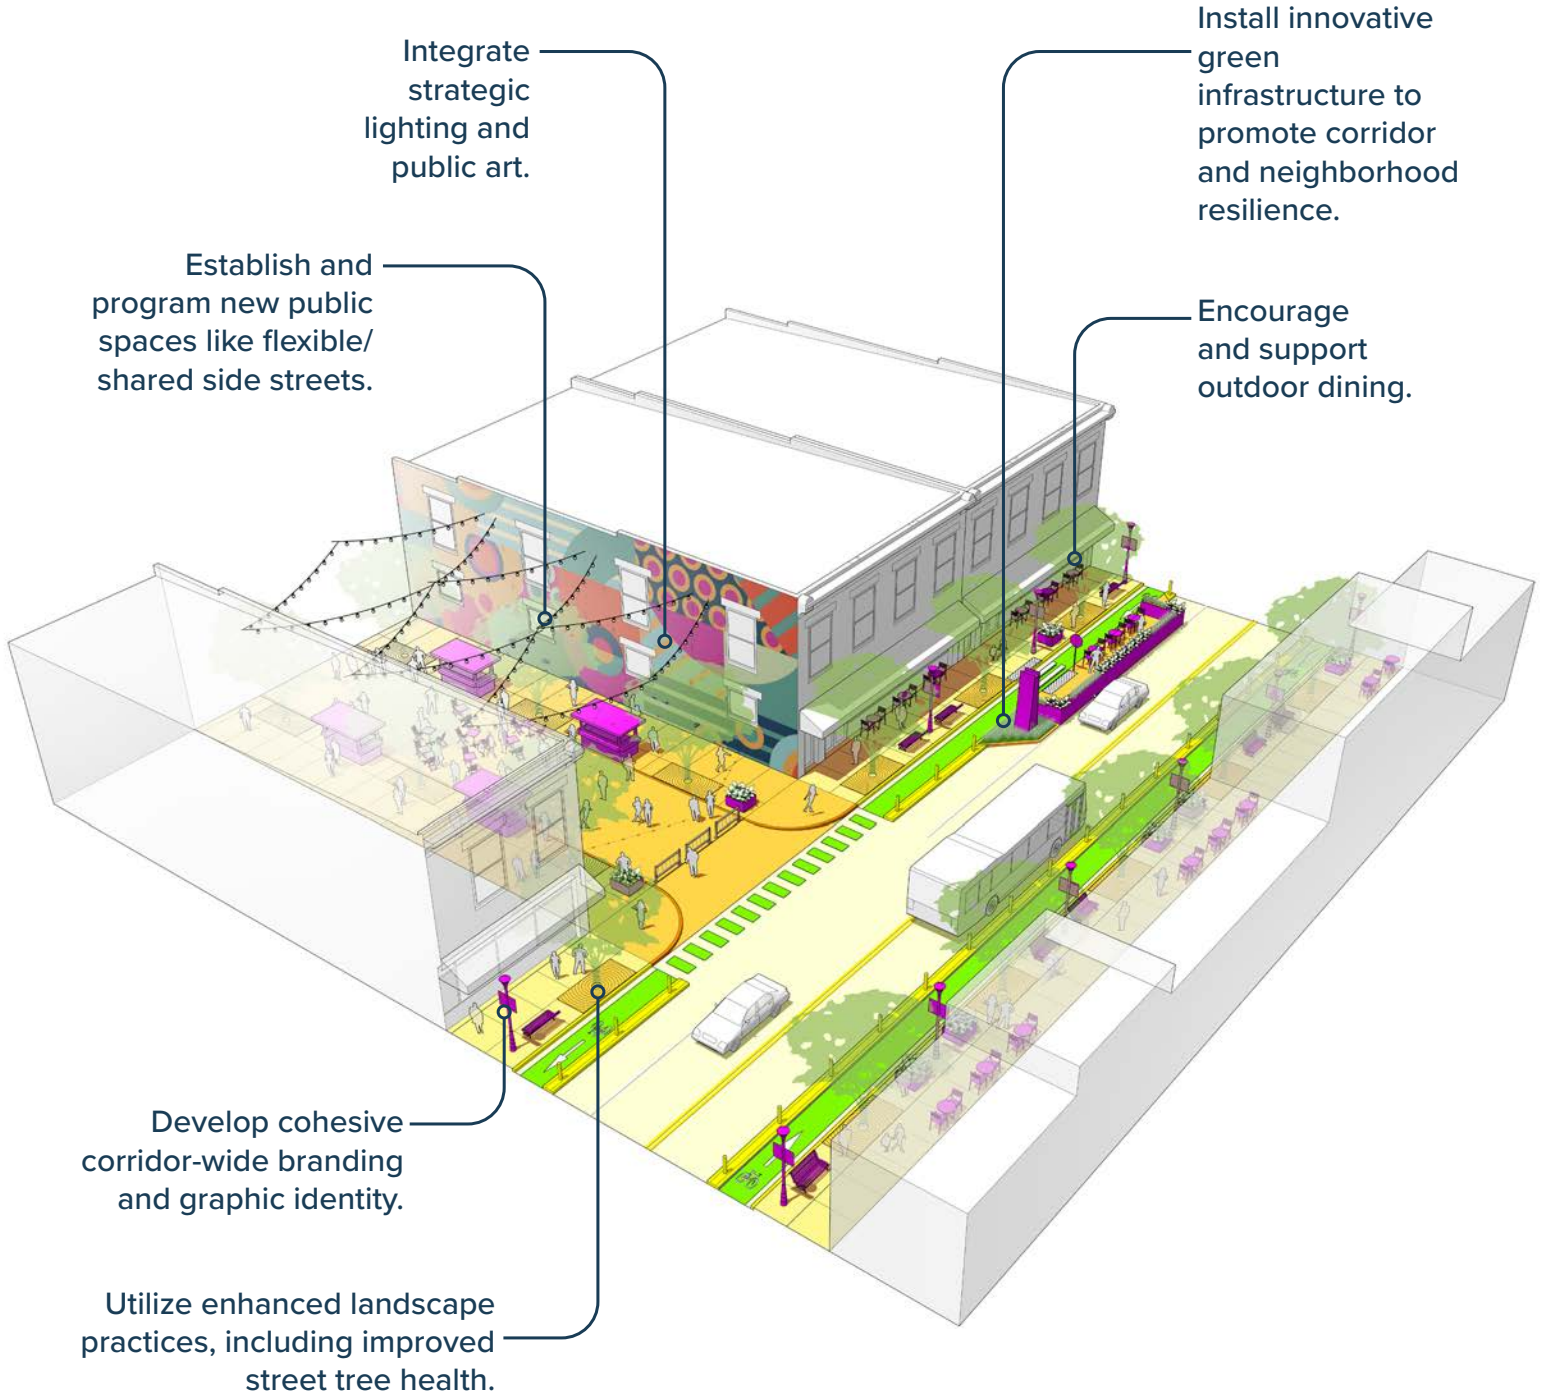 Integrate
strategic
lighting and
public art.
Install innovative
green
infrastructure to
promote corridor
and neighborhood
resilience.
Establish and
program new public
spaces like flexible/
shared side streets.
Encourage
and support
outdoor dining.
Develop cohesive
corridor-wide branding
and graphic identity.
Utilize enhanced landscape
practices, including improved
street tree health.